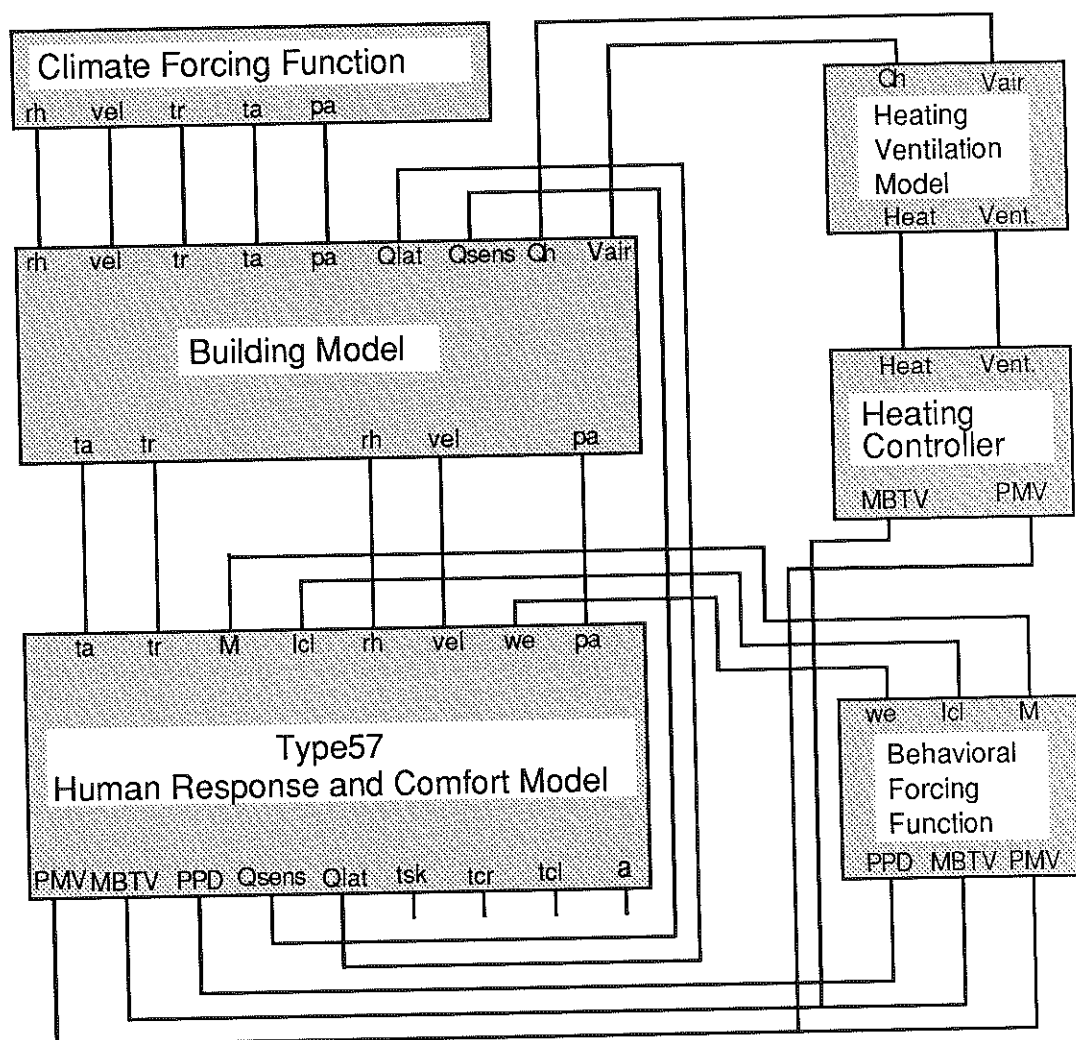 Climate Forcing Function
rh vel tr ta pa
rh vel tr ta pa Qlat Qsens Qh Vair
Building Model
ta tr rh vel pa
Qh Vair
Heating
Ventilation
Model
Heat Vent.
Heat Vent.
Heating
Controller
MBTV PMV
ta tr M Icl rh vel we pa
Type57
Human Response and Comfort Model
PMV MBTV PPD Qsens Qlat tsk tcr tcl a
we Icl M
Behavioral
Forcing
Function
PPD MBTV PMV